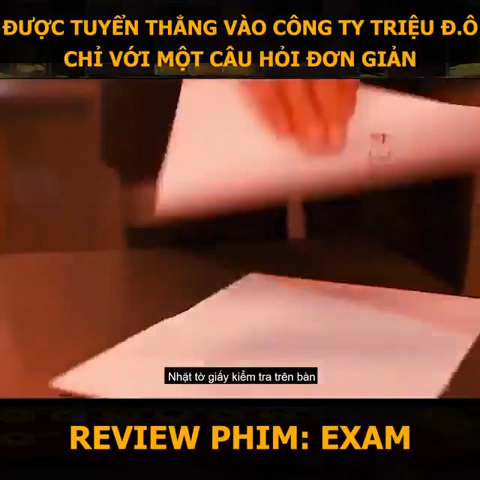 ĐƯỢC TUYỂN THẲNG VÀO CÔNG TY TRIỆU Đ.Ô
CHỈ VỚI MỘT CÂU HỎI ĐƠN GIẢN
Nhặt tờ giấy kiểm tra trên bàn
REVIEW PHIM: EXAM